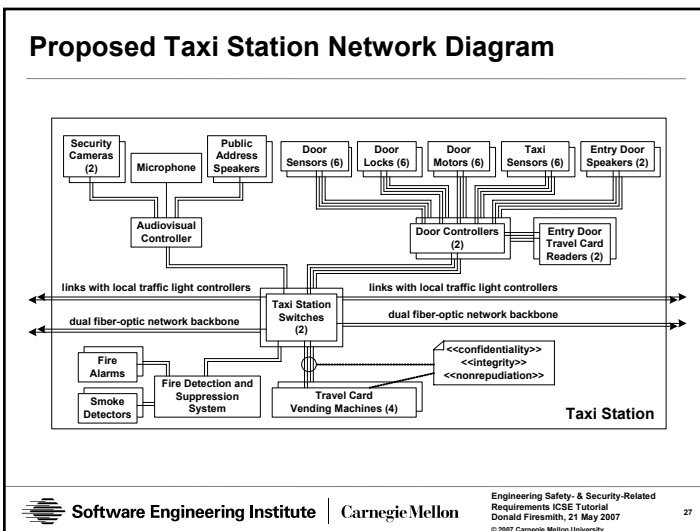 Proposed Taxi Station Network Diagram
Security
Cameras
(2)
Microphone
Public
Address
Speakers
Door
Sensors (6)
Door
Locks (6)
Door
Motors (6)
Taxi
Sensors (6)
Entry Door
Speakers (2)
Audiovisual
Controller
Door Controllers
(2)
Entry Door
Travel Card
Readers (2)
links with local traffic light controllers
links with local traffic light controllers
Taxi Station
Switches
(2)
dual fiber-optic network backbone
dual fiber-optic network backbone
Fire
Alarms
Smoke
Detectors
Fire Detection and
Suppression
System
Travel Card
Vending Machines (4)
<<confidentiality>>
<<integrity>>
<<nonrepudiation>>
Taxi Station
Software Engineering Institute
Carnegie Mellon
Engineering Safety- & Security-Related
Requirements ICSE Tutorial
Donald Firesmith, 21 May 2007
© 2007 Carnegie Mellon University
27